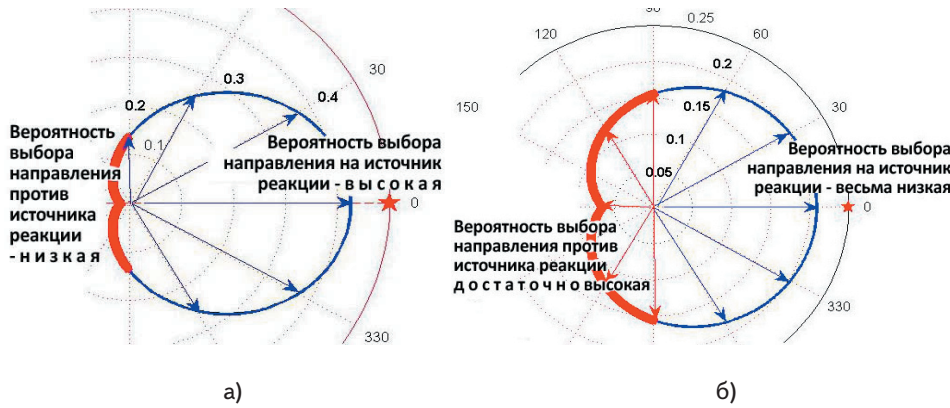 30
0.3
0.4
0.2
0.1
Вероятность
выбора
направления
против
источника
реакции
-низкая
Вероятность выбора
направления на источник
реакции - в ы с о к а я
0
330
а)
90
0.25
120
60
0.2
150
0.15
30
0.1
0.05
Вероятность выбора
направления на источник
реакции - весьма низкая
0
Вероятность выбора
направления против
источника реакции
д о с т а т о ч н о высокая
330
б)